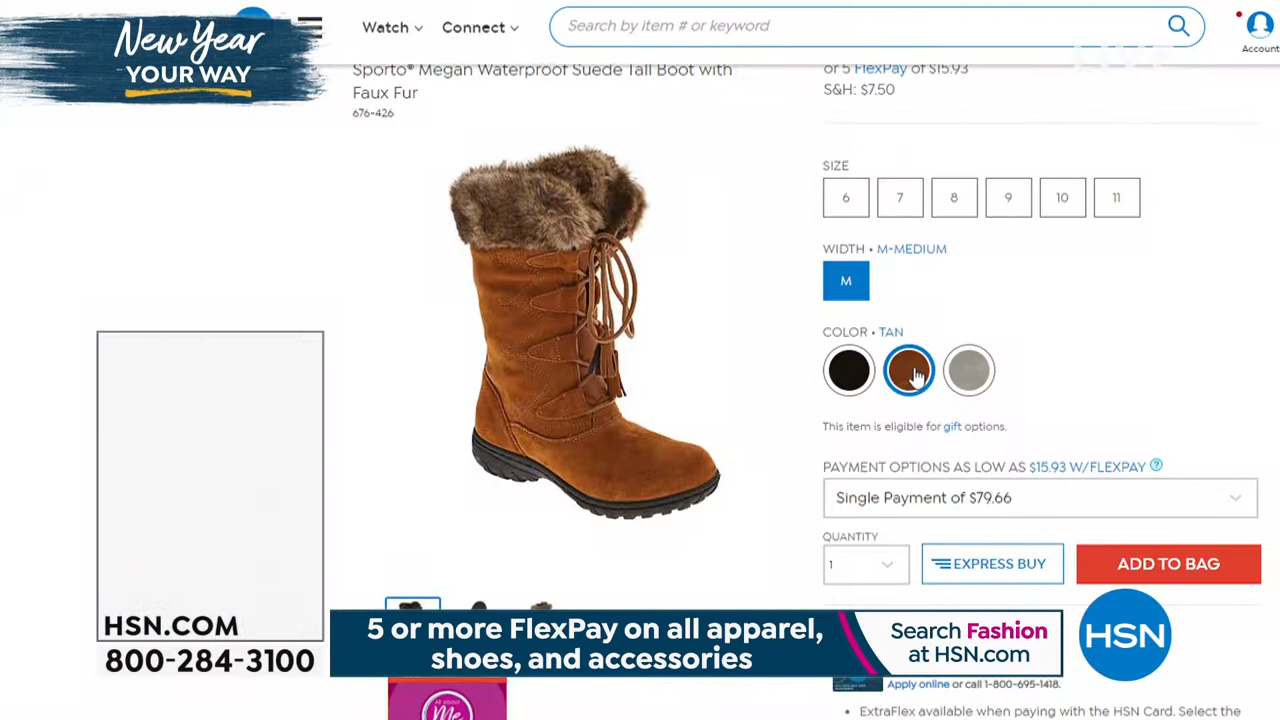 New Year
YOUR WAY
Watch
Connect
Search by item # or keyword
Account
Sporto® Megan Waterproof Suede Tall Boot with
Faux Fur
676-426
or 5 FlexPay of $15.93
S&H: $7.50
SIZE
6 7 8 9 10 11
WIDTH • M-MEDIUM
M
COLOR • TAN
This item is eligible for gift options.
PAYMENT OPTIONS AS LOW AS $15.93 W/FLEXPAY ?
Single Payment of $79.66
QUANTITY
1
EXPRESS BUY
ADD TO BAG
HSN.COM
800-284-3100
5 or more FlexPay on all apparel,
shoes, and accessories
Search Fashion
at HSN.com
HSN
Apply online or call 1-800-695-1418.
All about
Me
• ExtraFlex available when paying with the HSN Card. Select the